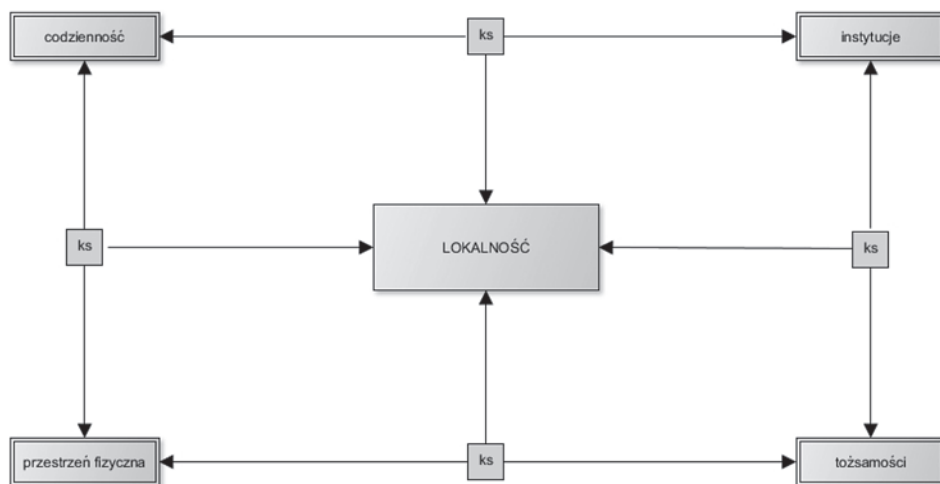 codzienność
ks
instytucje
ks
LOKALNOŚĆ
ks
przestrzeń fizyczna
ks
tożsamości